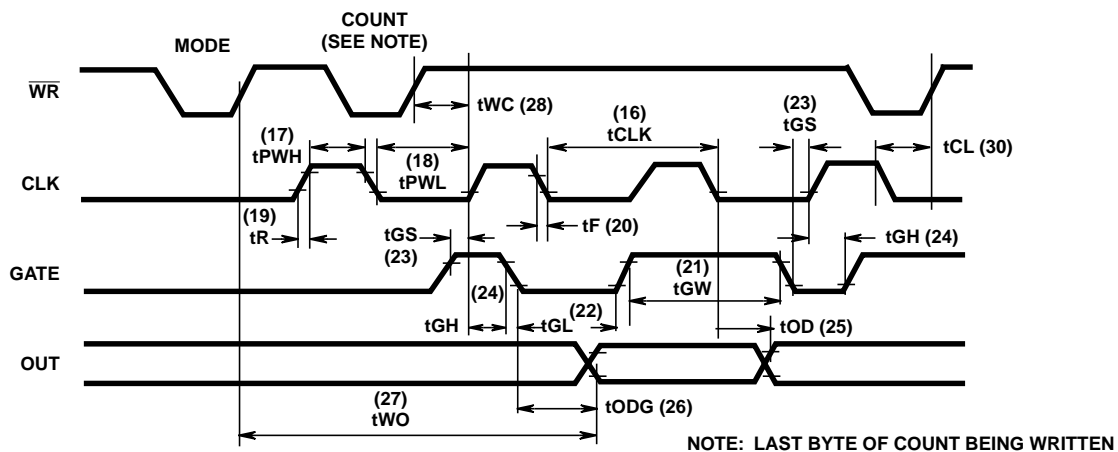 COUNT
(SEE NOTE)
MODE
WR
tWC (28)
(23)
tGS
(16)
tCLK
tCL (30)
(17)
tPWH
(18)
tPWL
CLK
(19)
tR
tF (20)
tGS
(23)
tGH (24)
GATE
(21)
tGW
(24)
tGH
(22)
tGL
tOD (25)
OUT
(27)
tWO
tODG (26)
NOTE: LAST BYTE OF COUNT BEING WRITTEN